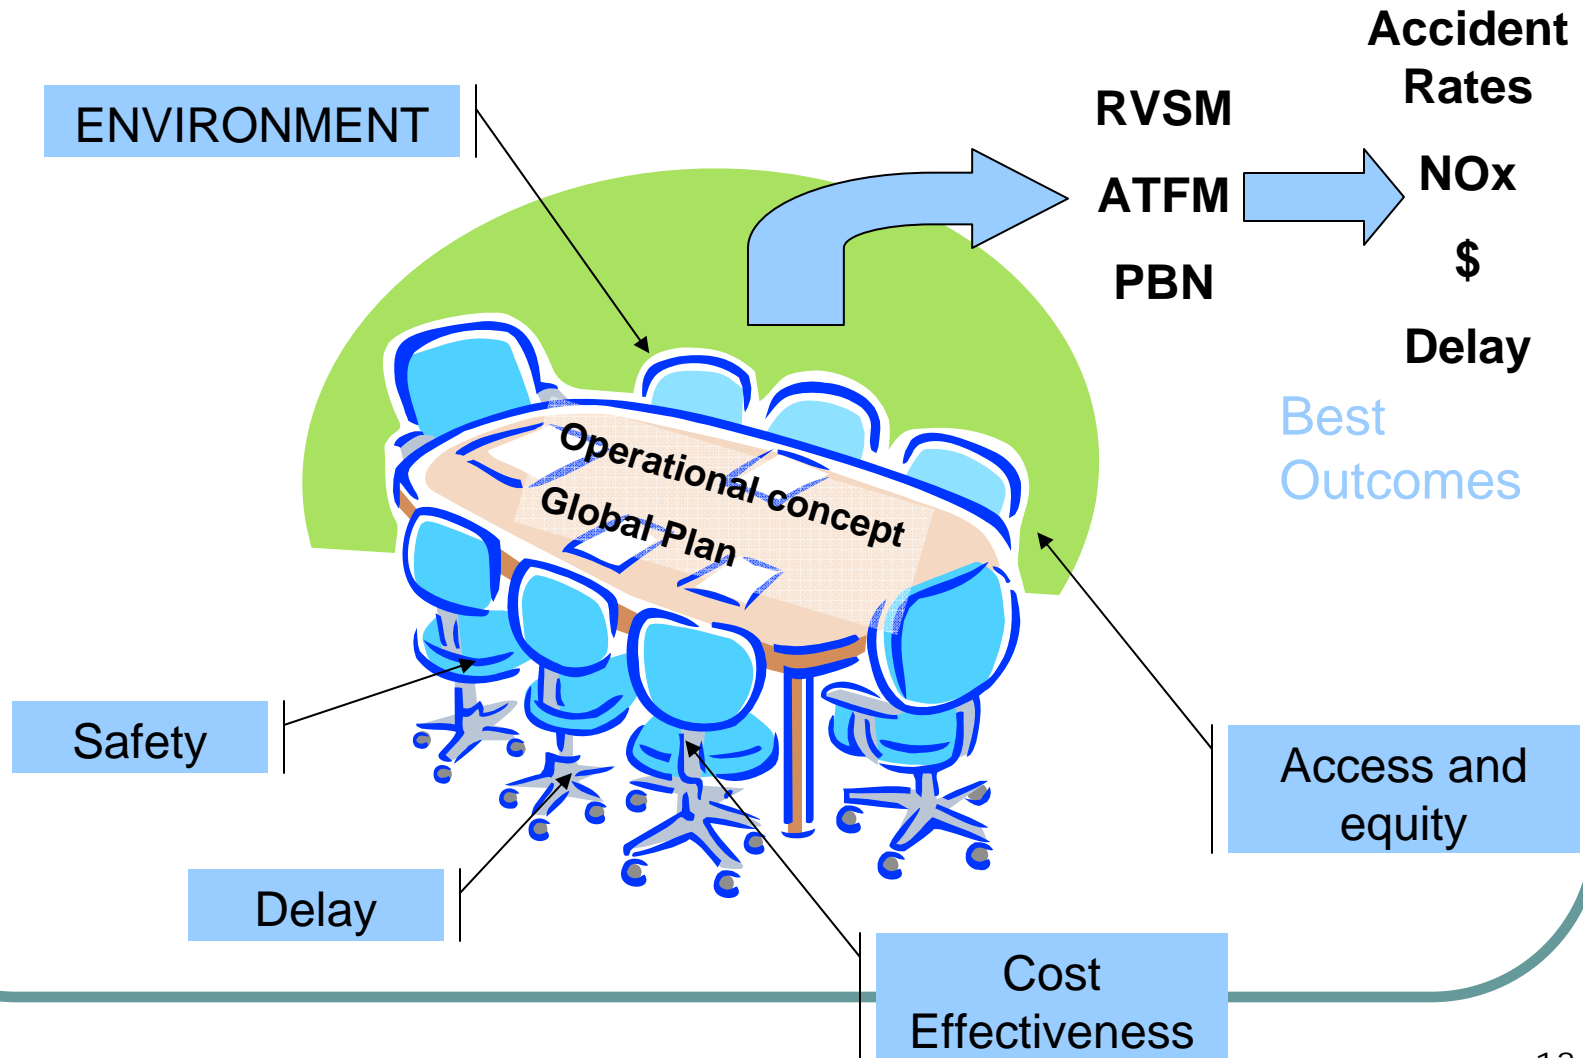 Accident
Rates
ENVIRONMENT
RVSM
ATFM
PBN
NOx
$
Delay
Best
Outcomes
Operational concept
Global Plan
Safety
Access and
equity
Delay
Cost
Effectiveness